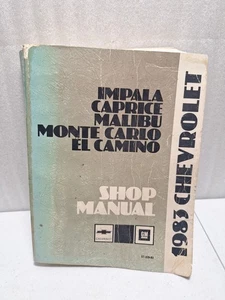 IMPALA
CAPRICE
MALIBU
MONTE CARLO
EL CAMINO
SHOP
MANUAL
1983 CHEVROLET